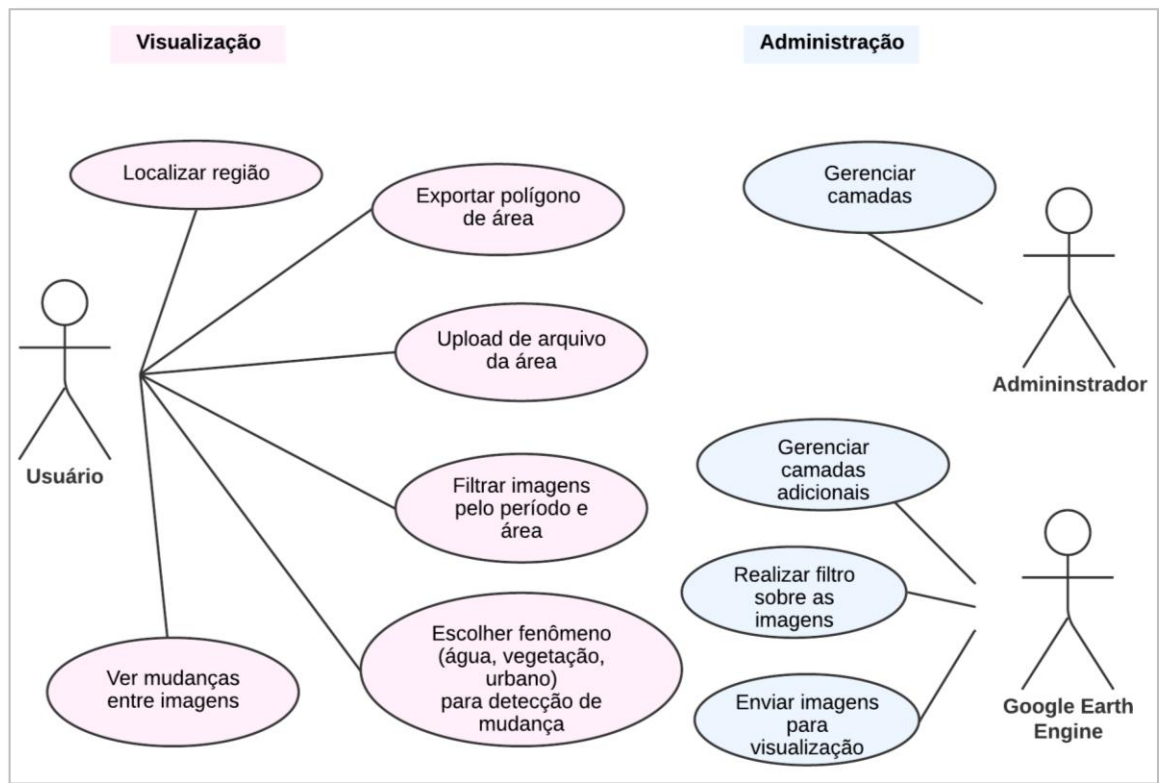 Visualização
Administração
Localizar região
Exportar polígono
de área
Gerenciar
camadas
Upload de arquivo
da área
Admininstrador
Usuário
Filtrar imagens
pelo período e
área
Gerenciar
camadas
adicionais
Realizar filtro
sobre as
imagens
Ver mudanças
entre imagens
Escolher fenômeno
(água, vegetação,
urbano)
para detecção de
mudança
Enviar imagens
para
visualização
Google Earth
Engine